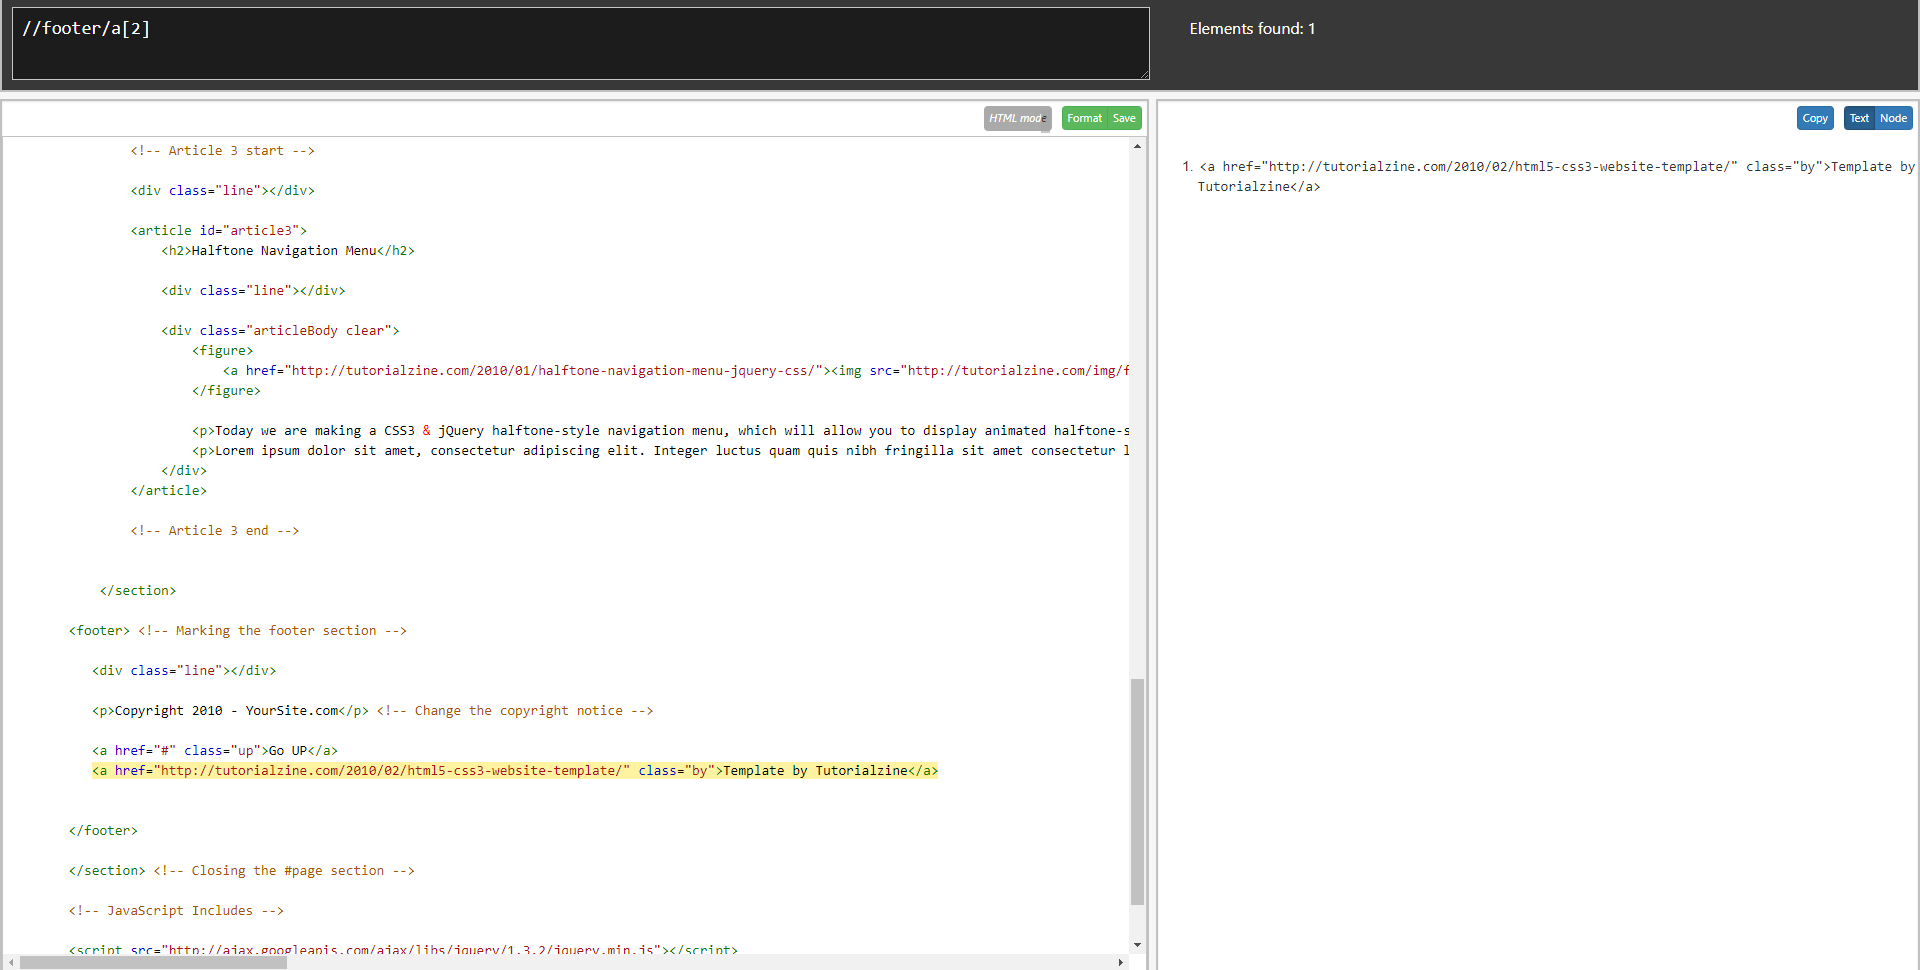 //footer/a[2]
Elements found: 1
HTML mode
Format Save
Copy
Text Node
<!-- Article 3 start -->
<div class="line"></div>
<article id="article3">
<h2>Halftone Navigation Menu</h2>
<div class="line"></div>
<div class="articleBody clear">
<figure>
<a href="http://tutorialzine.com/2010/01/halftone-navigation-menu-jquery-css/"><img src="http://tutorialzine.com/img/f
</figure>
<p>Today we are making a CSS3 & jQuery halftone-style navigation menu, which will allow you to display animated halftone-s
<p>Lorem ipsum dolor sit amet, consectetur adipiscing elit. Integer luctus quam quis nibh fringilla sit amet consectetur l
</div>
</article>
<!-- Article 3 end -->
</section>
<footer> <!-- Marking the footer section -->
<div class="line"></div>
<p>Copyright 2010 - YourSite.com</p> <!-- Change the copyright notice -->
<a href="#" class="up">Go UP</a>
<a href="http://tutorialzine.com/2010/02/html5-css3-website-template/" class="by">Template by Tutorialzine</a>
</footer>
</section> <!-- Closing the #page section -->
<!-- JavaScript Includes -->
<script src="http://ajax.googleapis.com/ajax/libs/jquery/1.3.2/jquery.min.js"></script>
1. <a href="http://tutorialzine.com/2010/02/html5-css3-website-template/" class="by">Template by
Tutorialzine</a>